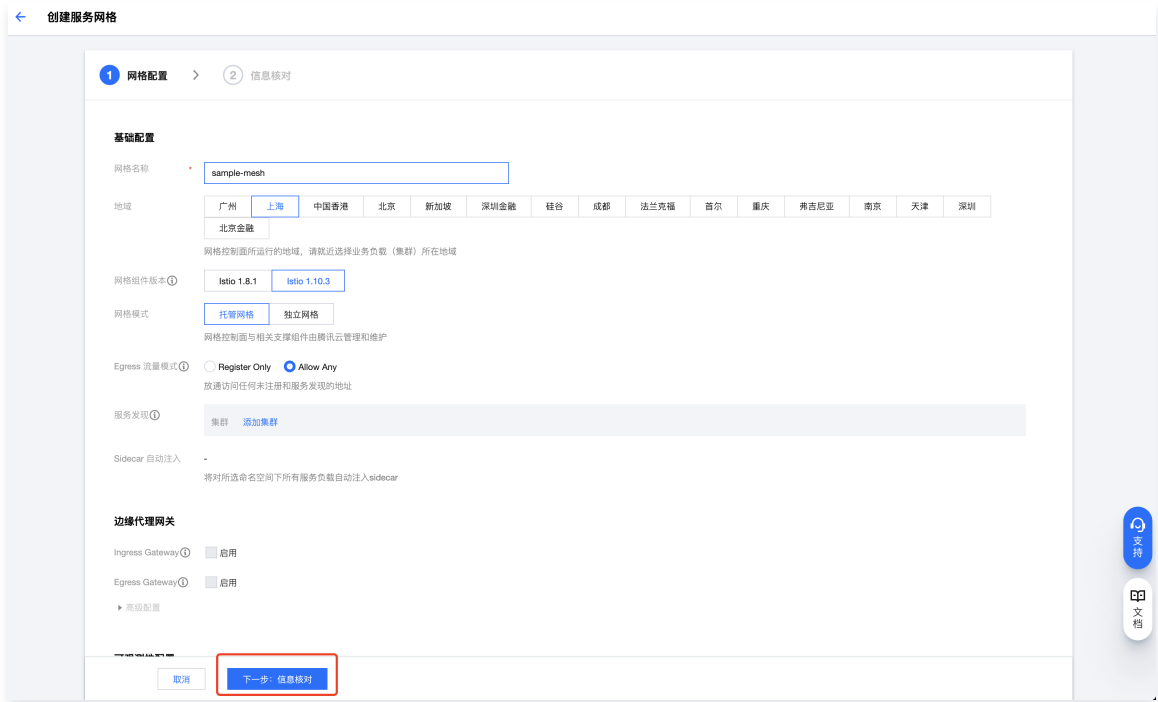 创建服务网格
1 网格配置 2 信息核对
基础配置
网格名称 * sample-mesh
地域 广州 上海 中国香港 北京 新加坡 深圳金融 硅谷 成都 法兰克福 首尔 重庆 弗吉尼亚 南京 天津 深圳
北京金融
网格控制面所运行的地域，请就近选择业务负载（集群）所在地域
网格组件版本 Istio 1.8.1 Istio 1.10.3
网格模式 托管网格 独立网格
网格控制面与相关支撑组件由腾讯云管理和维护
Egress 流量模式 Register Only Allow Any
放通访问任何未注册和服务发现的地址
服务发现 集群 添加集群
Sidecar 自动注入 -
将对所选命名空间下所有服务负载自动注入sidecar
边缘代理网关
Ingress Gateway 启用
Egress Gateway 启用
高级配置
可观测性配置
取消 下一步：信息核对
支持
文档